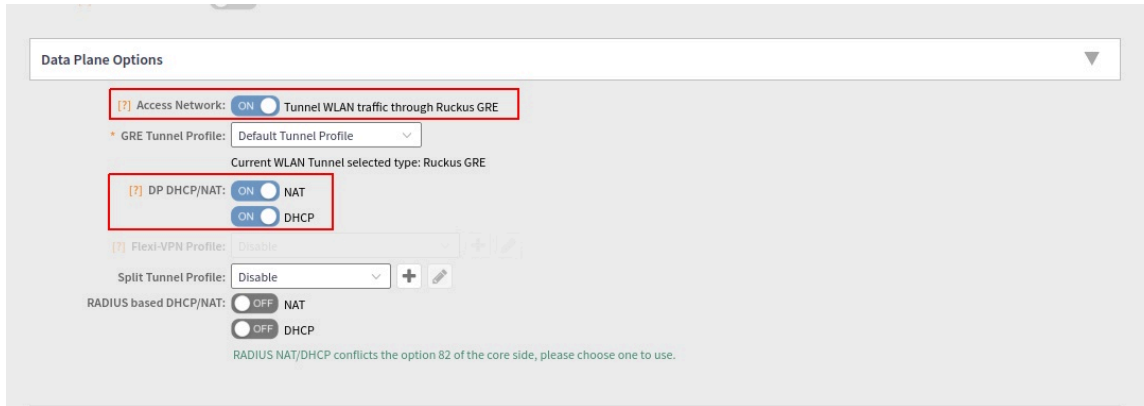 Data Plane Options
[?] Access Network: ON Tunnel WLAN traffic through Ruckus GRE
* GRE Tunnel Profile: Default Tunnel Profile
Current WLAN Tunnel selected type: Ruckus GRE
[?] DP DHCP/NAT: ON NAT
ON DHCP
[?] Flexi-VPN Profile: Disable
Split Tunnel Profile: Disable
RADIUS based DHCP/NAT: OFF NAT
OFF DHCP
RADIUS NAT/DHCP conflicts the option 82 of the core side, please choose one to use.